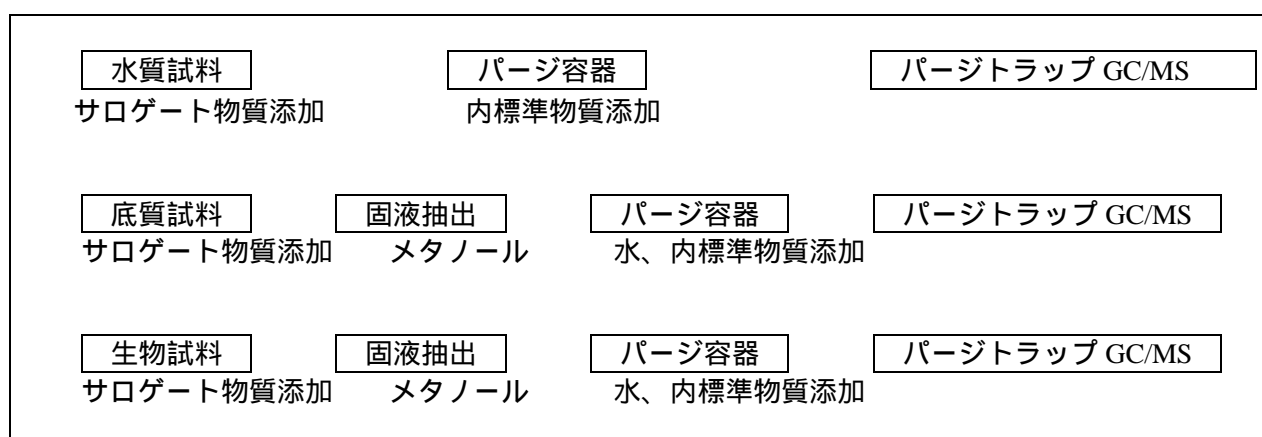 水質試料 パージ容器 パージトラップ GC/MS
サロゲート物質添加 内標準物質添加
底質試料 固液抽出 パージ容器 パージトラップ GC/MS
サロゲート物質添加 メタノール 水、内標準物質添加
生物試料 固液抽出 パージ容器 パージトラップ GC/MS
サロゲート物質添加 メタノール 水、内標準物質添加